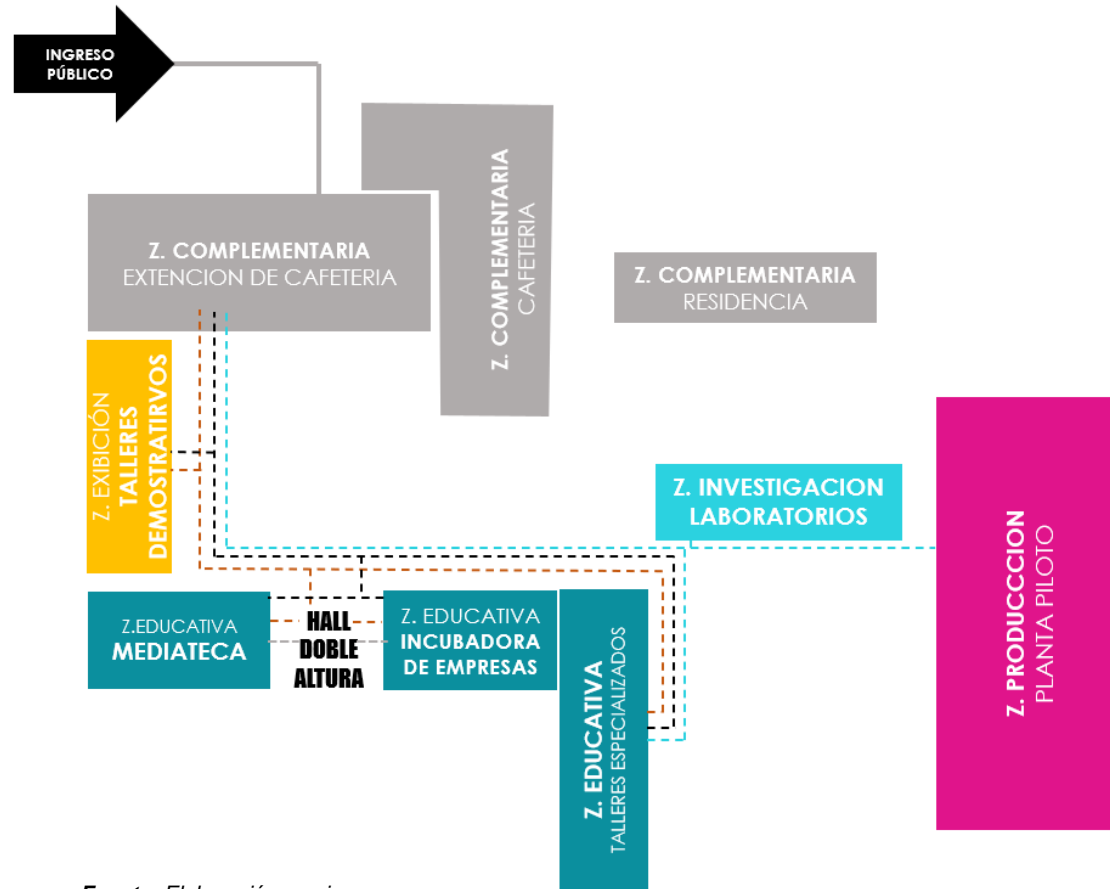 INGRESO
PÚBLICO
Z. COMPLEMENTARIA
EXTENCION DE CAFETERIA
Z. COMPLEMENTARIA
CAFETERIA
Z. COMPLEMENTARIA
RESIDENCIA
Z. EXIBICIÓN
TALLERES
DEMOSTRATIRVOS
Z. INVESTIGACION
LABORATORIOS
Z. PRODUCCCION
PLANTA PILOTO
Z.EDUCATIVA
MEDIATECA
HALL
DOBLE
ALTURA
Z. EDUCATIVA
INCUBADORA
DE EMPRESAS
Z. EDUCATIVA
TALLERES ESPECIALIZADOS